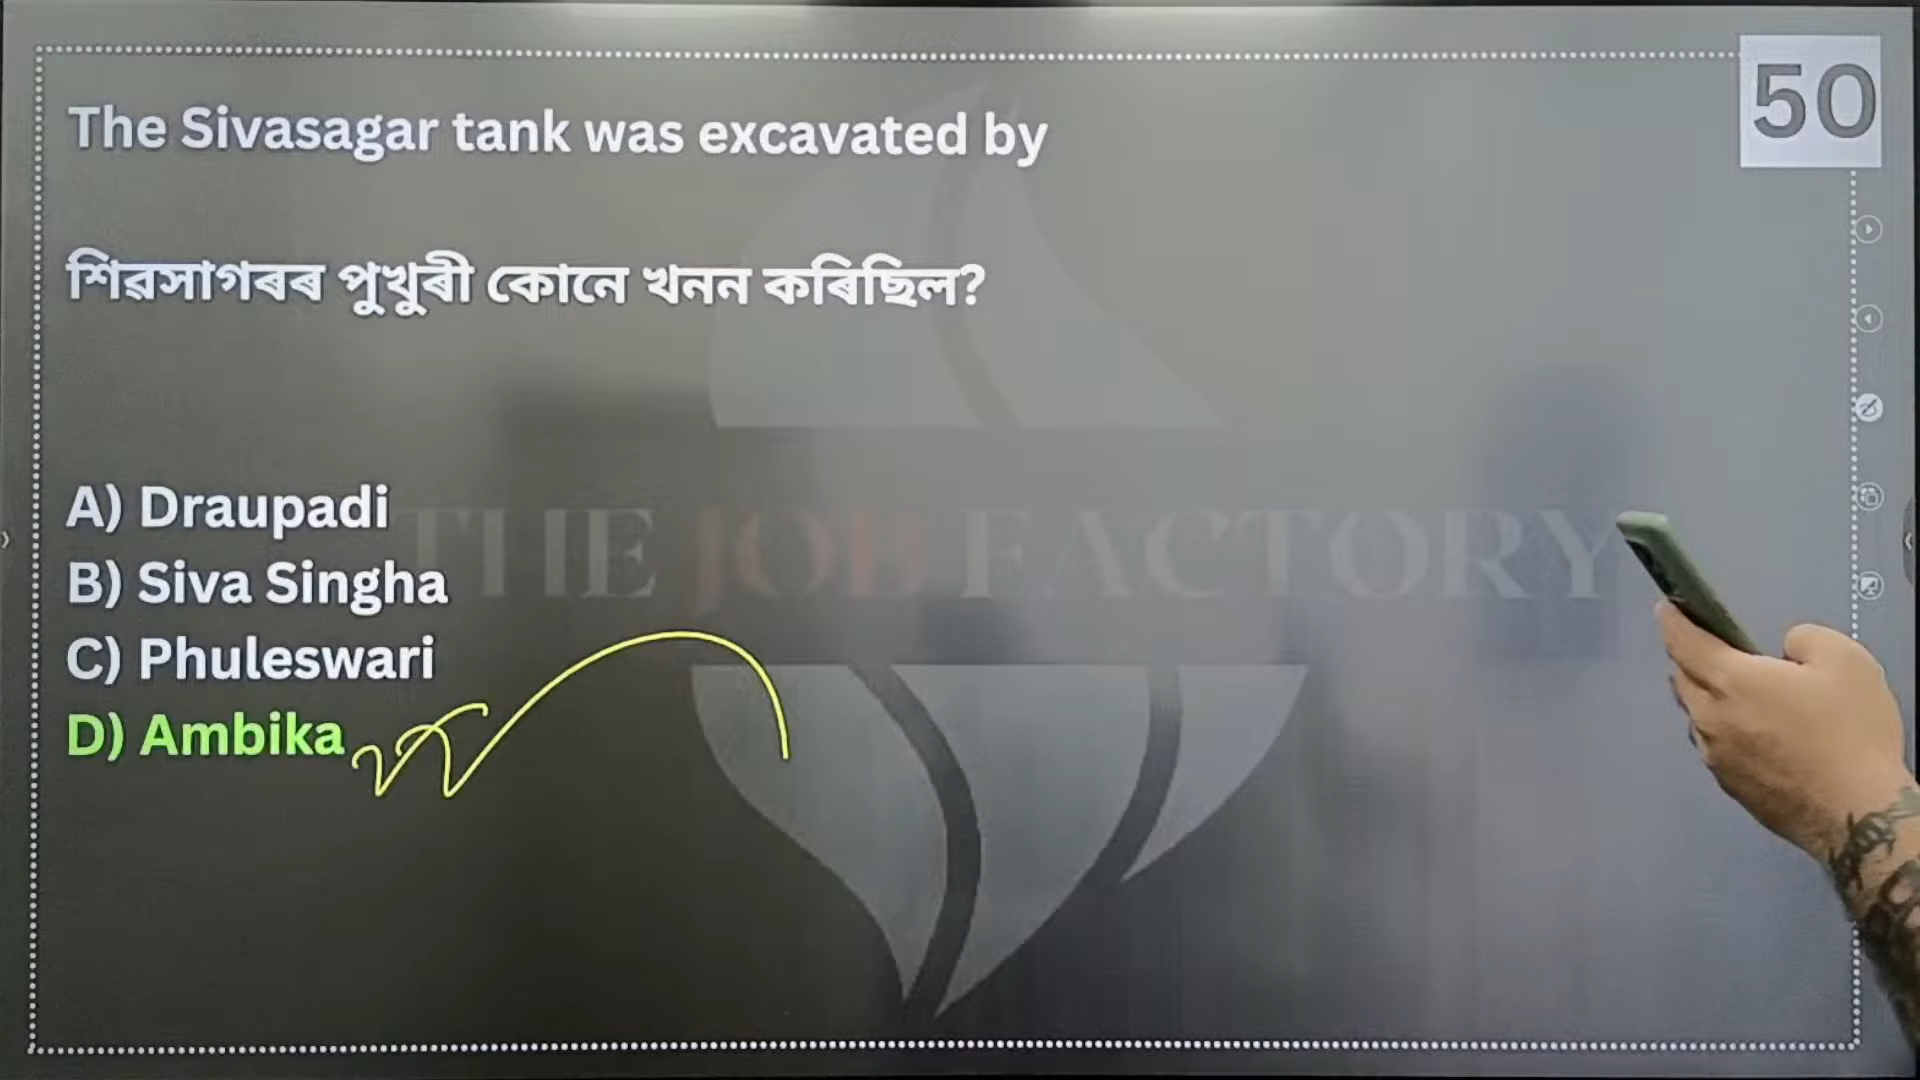 50
The Sivasagar tank was excavated by
শিৱসাগৰৰ পুখুৰী কোনে খনন কৰিছিল?
A) Draupadi
B) Siva Singha
C) Phuleswari
D) Ambika
THE JOB FACTORY